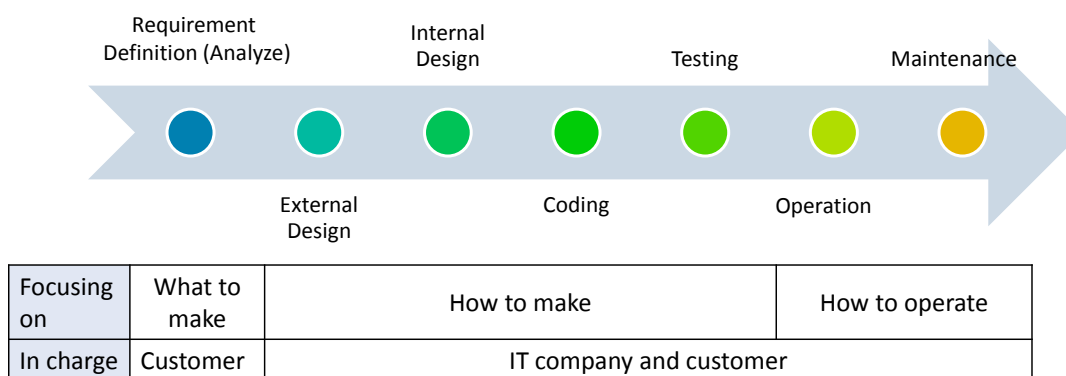 Requirement
Definition (Analyze)
Internal
Design
Testing
Maintenance
External
Design
Coding
Operation
Focusing
on
What to
make
How to make
How to operate
In charge
Customer
IT company and customer